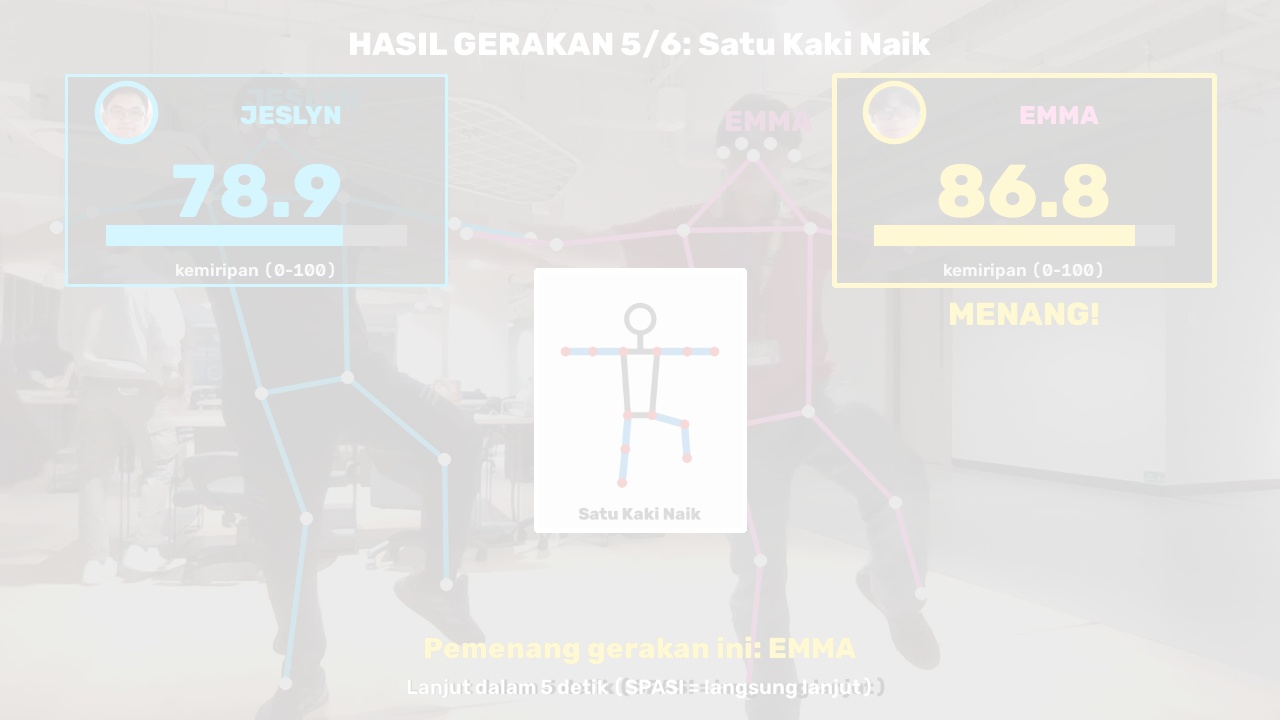 HASIL GERAKAN 5/6: Satu Kaki Naik
JESLYN
78.9
kemiripan (0-100)
EMMA
EMMA
86.8
kemiripan (0-100)
MENANG!
Satu Kaki Naik
Pemenang gerakan ini: EMMA
Lanjut dalam 5 detik (SPASI = langsung lanjut)